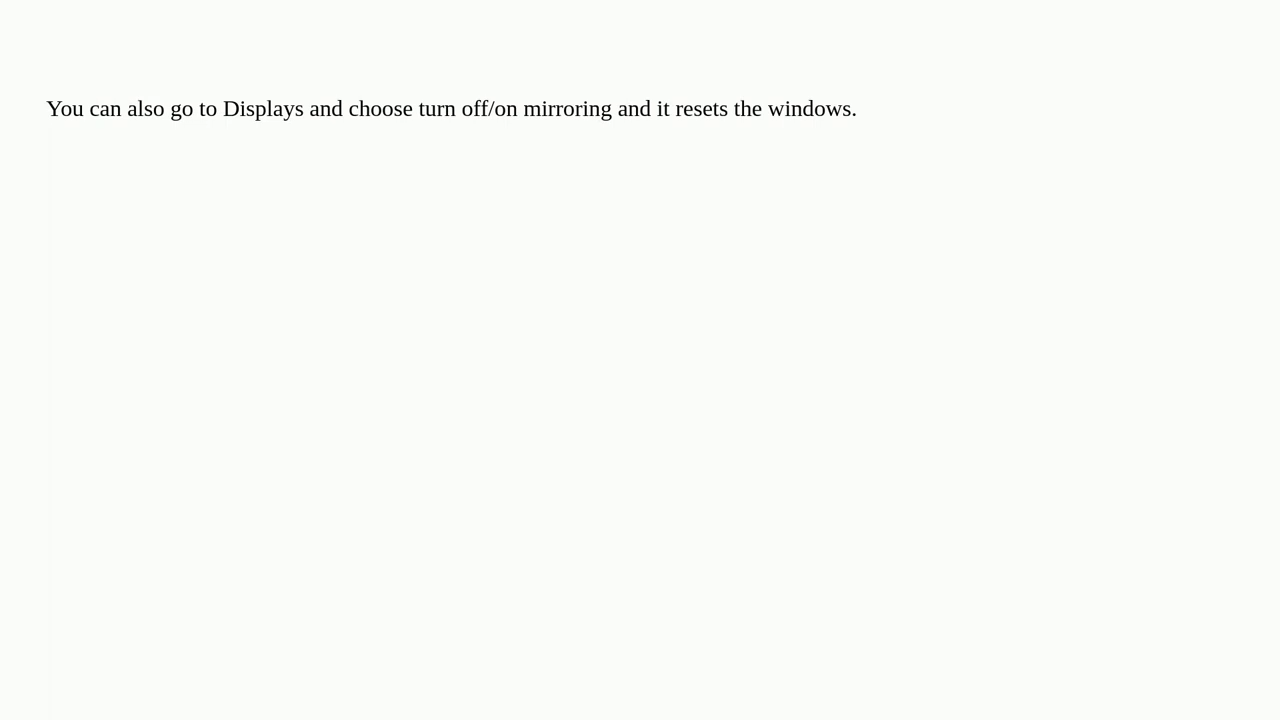 You can also go to Displays and choose turn off/on mirroring and it resets the windows.